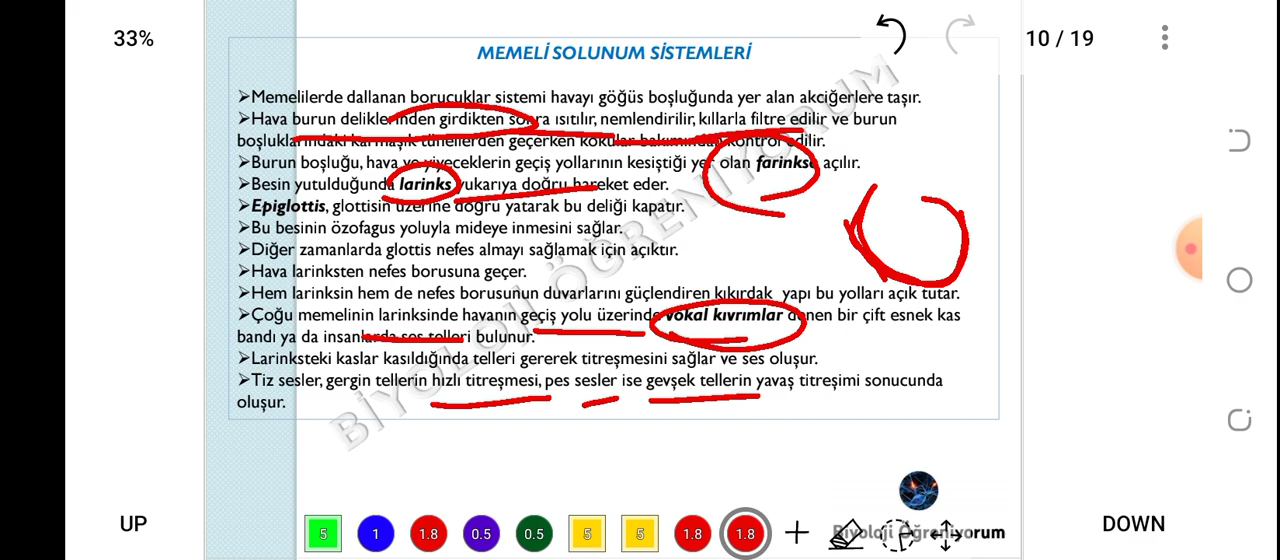 33%
10 / 19
MEMELİ SOLUNUM SİSTEMLERİ
➢Memelilerde dallanan borucuklar sistemi havayı göğüs boşluğunda yer alan akciğerlere taşır.
➢Hava burun deliklerinden girdikten sonra ısıtılır, nemlendirilir, kıllarla filtre edilir ve burun
boşluklarındaki karmaşık tünellerden geçerken kokular bakımından kontrol edilir.
➢Burun boşluğu, hava ve yiyeceklerin geçiş yollarının kesiştiği yer olan farinkse açılır.
➢Besin yutulduğunda larinks yukarıya doğru hareket eder.
➢Epiglottis, glottisin üzerine doğru yatarak bu deliği kapatır.
➢Bu besinin özofagus yoluyla mideye inmesini sağlar.
➢Diğer zamanlarda glottis nefes almayı sağlamak için açıktır.
➢Hava larinksten nefes borusuna geçer.
➢Hem larinksin hem de nefes borusunun duvarlarını güçlendiren kıkırdak yapı bu yolları açık tutar.
➢Çoğu memelinin larinksinde havanın geçiş yolu üzerinde vokal kıvrımlar denen bir çift esnek kas
bandı ya da insanlarda ses telleri bulunur.
➢Larinksteki kaslar kasıldığında telleri gererek titreşmesini sağlar ve ses oluşur.
➢Tiz sesler, gergin tellerin hızlı titreşmesi, pes sesler ise gevşek tellerin yavaş titreşimi sonucunda
oluşur.
BİYOLOJİ ÖĞRENİYORUM
UP
5 1 1.8 0.5 0.5 5 5 1.8 1.8
Biyoloji Öğreniyorum
DOWN